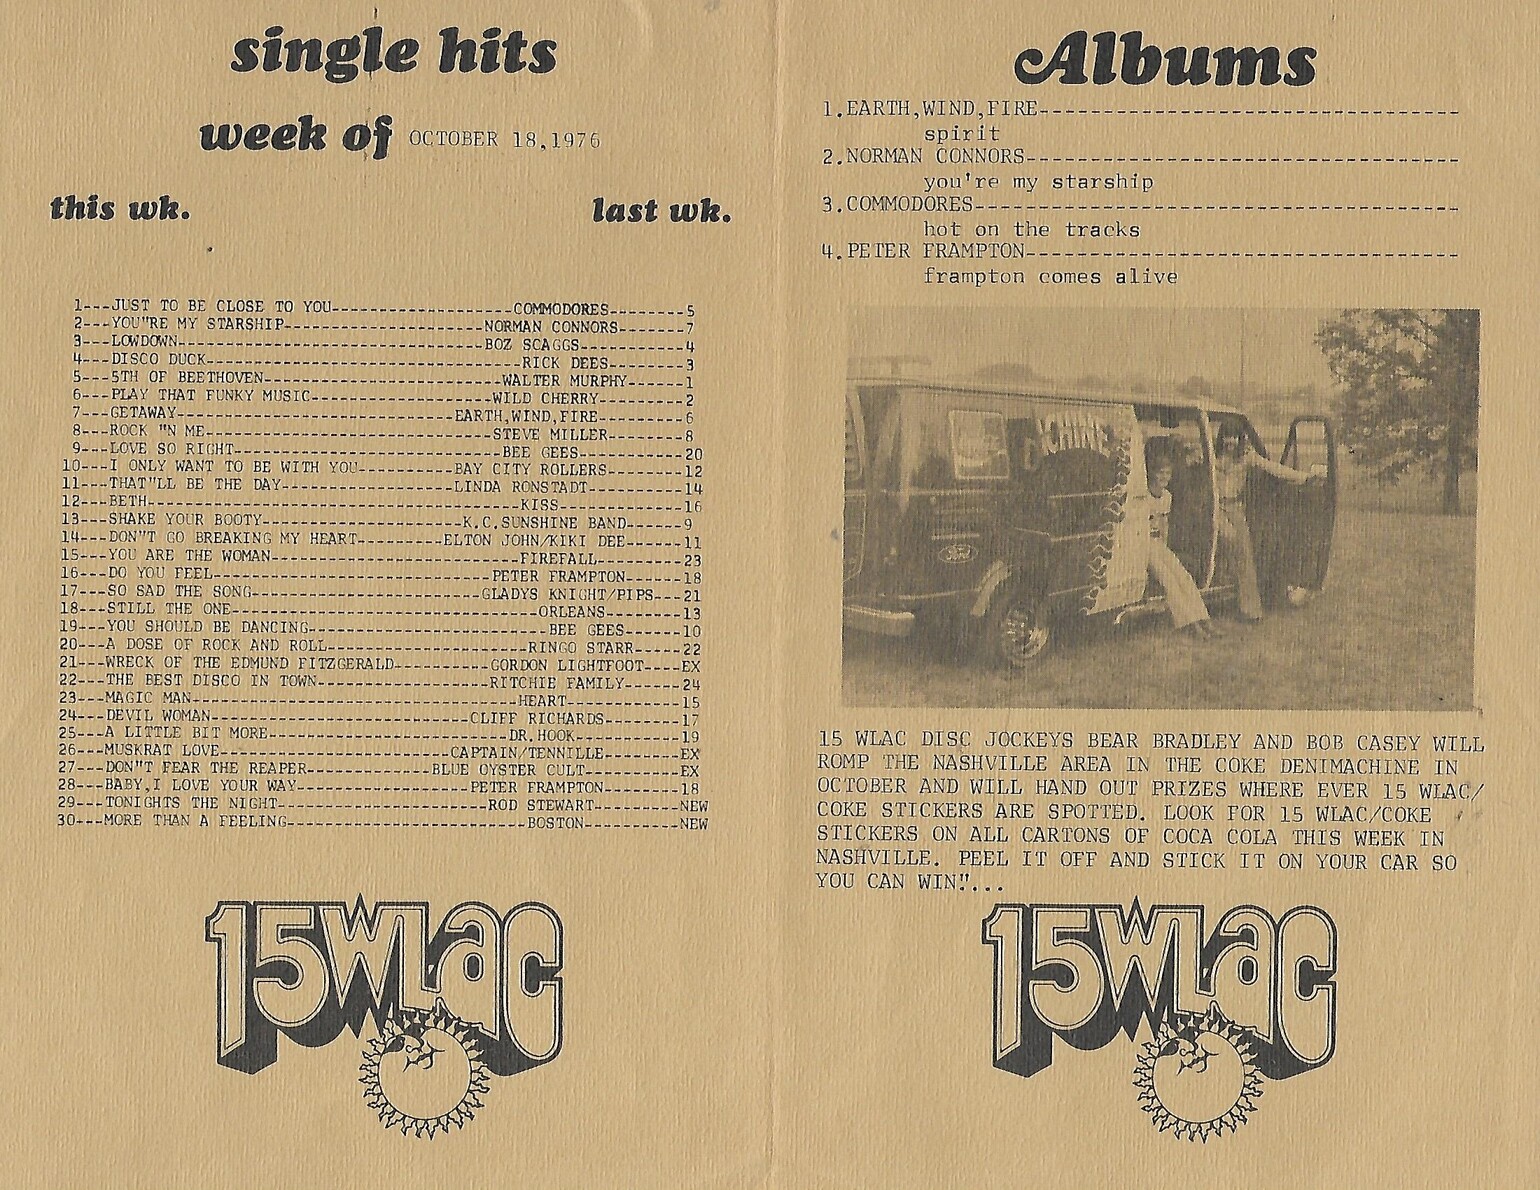 single hits
week of OCTOBER 18,1976
this wk. last wk.
1---JUST TO BE CLOSE TO YOU-------------------COMMODORES--------5
2---YOU"RE MY STARSHIP---------------------NORMAN CONNORS-------7
3---LOWDOWN--------------------------------BOZ SCAGGS-----------4
4---DISCO DUCK---------------------------------RICK DEES--------3
5---5TH OF BEETHOVEN-------------------------WALTER MURPHY------1
6---PLAY THAT FUNKY MUSIC-------------------WILD CHERRY---------2
7---GETAWAY-----------------------------EARTH,WIND,FIRE---------6
8---ROCK "N ME------------------------------STEVE MILLER--------8
9---LOVE SO RIGHT----------------------------BEE GEES-----------20
10---I ONLY WANT TO BE WITH YOU----------BAY CITY ROLLERS--------12
11---THAT"LL BE THE DAY------------------LINDA RONSTADT----------14
12---BETH---------------------------------------KISS-------------16
13---SHAKE YOUR BOOTY---------------------K.C.SUNSHINE BAND------9
14---DON"T GO BREAKING MY HEART---------ELTON JOHN/KIKI DEE------11
15---YOU ARE THE WOMAN--------------------------FIREFALL---------23
16---DO YOU FEEL-----------------------------PETER FRAMPTON------18
17---SO SAD THE SONG------------------------GLADYS KNIGHT/PIPS---21
18---STILL THE ONE--------------------------------ORLEANS--------13
19---YOU SHOULD BE DANCING-------------------------BEE GEES------10
20---A DOSE OF ROCK AND ROLL---------------------RINGO STARR-----22
21---WRECK OF THE EDMUND FITZGERALD----------GORDON LIGHTFOOT----EX
22---THE BEST DISCO IN TOWN------------------RITCHIE FAMILY------24
23---MAGIC MAN----------------------------------HEART------------15
24---DEVIL WOMAN---------------------------CLIFF RICHARDS--------17
25---A LITTLE BIT MORE-------------------------DR.HOOK-----------19
26---MUSKRAT LOVE------------------------CAPTAIN/TENNILLE--------EX
27---DON"T FEAR THE REAPER-------------BLUE OYSTER CULT----------EX
28---BABY,I LOVE YOUR WAY------------------PETER FRAMPTON--------18
29---TONIGHTS THE NIGHT----------------------ROD STEWART---------NEW
30---MORE THAN A FEELING-------------------------BOSTON----------NEW
15WLAC
Albums
1.EARTH,WIND,FIRE---------------------------------
spirit
2.NORMAN CONNORS----------------------------------
you're my starship
3.COMMODORES--------------------------------------
hot on the tracks
4.PETER FRAMPTON----------------------------------
frampton comes alive
CHINE
Ford
15 WLAC DISC JOCKEYS BEAR BRADLEY AND BOB CASEY WILL
ROMP THE NASHVILLE AREA IN THE COKE DENIMACHINE IN
OCTOBER AND WILL HAND OUT PRIZES WHERE EVER 15 WLAC/
COKE STICKERS ARE SPOTTED. LOOK FOR 15 WLAC/COKE
STICKERS ON ALL CARTONS OF COCA COLA THIS WEEK IN
NASHVILLE. PEEL IT OFF AND STICK IT ON YOUR CAR SO
YOU CAN WIN"...
15WLAC